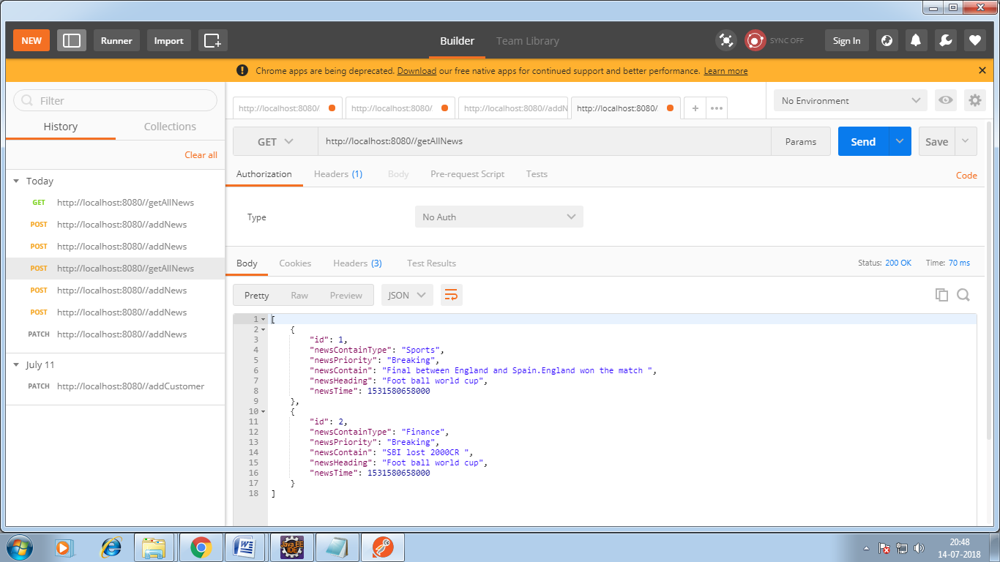 NEW Runner Import Builder Team Library SYNC OFF Sign In
Chrome apps are being deprecated. Download our free native apps for continued support and better performance. Learn more
Filter
History Collections
Clear all
Today
GET http://localhost:8080//getAllNews
POST http://localhost:8080//addNews
POST http://localhost:8080//addNews
POST http://localhost:8080//getAllNews
POST http://localhost:8080//addNews
POST http://localhost:8080//addNews
PATCH http://localhost:8080//addNews
July 11
PATCH http://localhost:8080//addCustomer
http://localhost:8080/ http://localhost:8080/ http://localhost:8080//addN http://localhost:8080/ + •••
No Environment
GET http://localhost:8080//getAllNews Params Send Save
Authorization Headers (1) Body Pre-request Script Tests Code
Type No Auth
Body Cookies Headers (3) Test Results Status: 200 OK Time: 70 ms
Pretty Raw Preview JSON
1 [
2 {
3 "id": 1,
4 "newsContainType": "Sports",
5 "newsPriority": "Breaking",
6 "newsContain": "Final between England and Spain.England won the match ",
7 "newsHeading": "Foot ball world cup",
8 "newsTime": 1531580658000
9 },
10 {
11 "id": 2,
12 "newsContainType": "Finance",
13 "newsPriority": "Breaking",
14 "newsContain": "SBI lost 2000CR ",
15 "newsHeading": "Foot ball world cup",
16 "newsTime": 1531580658000
17 }
18 ]
Java EE
IDE
20:48
14-07-2018